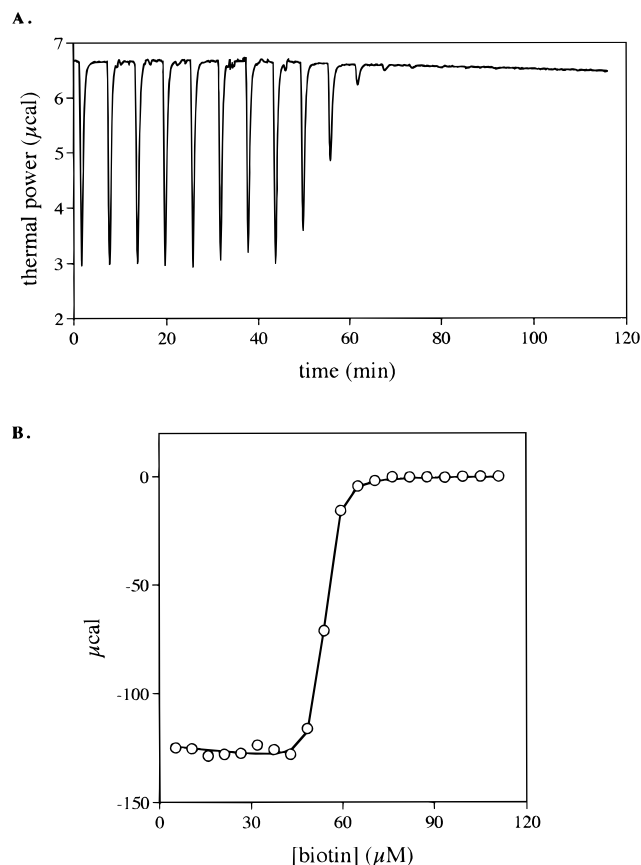 A.
7
6
5
4
3
2
thermal power (μcal)
0 20 40 60 80 100 120
time (min)
B.
0
-50
-100
-150
μcal
0 30 60 90 120
[biotin] (μM)